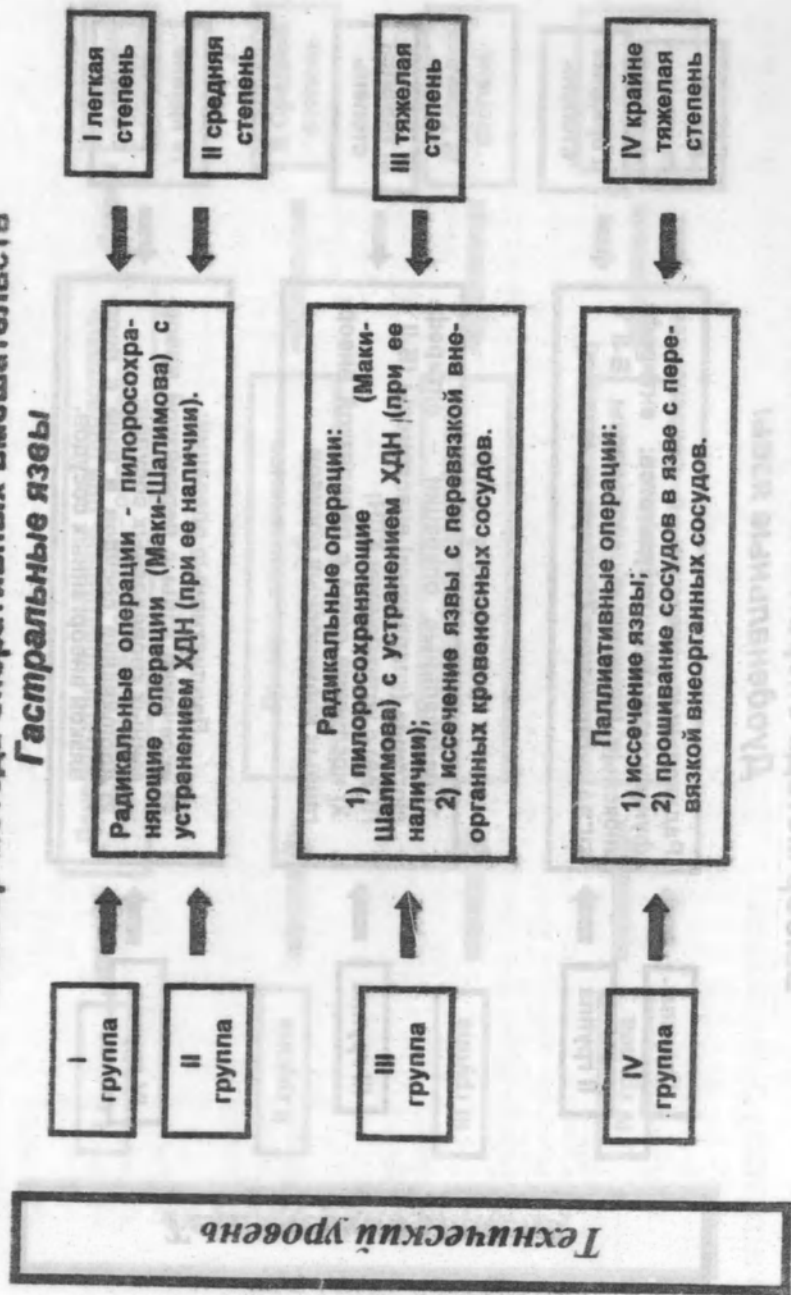 оперативных вмешательств
Гастральные язвы
I
группа
II
группа
Радикальные операции - пилоросохра-
няющие операции (Маки-Шалимова) с
устранением ХДН (при ее наличии).
I легкая
степень
II средняя
степень
III
группа
Радикальные операции:
1) пилоросохраняющие (Маки-
Шалимова) с устранением ХДН (при ее
наличии);
2) иссечение язвы с перевязкой вне-
органных кровеносных сосудов.
III тяжелая
степень
IV
группа
Паллиативные операции:
1) иссечение язвы;
2) прошивание сосудов в язве с пере-
вязкой внеорганных сосудов.
IV крайне
тяжелая
степень
Технический уровень